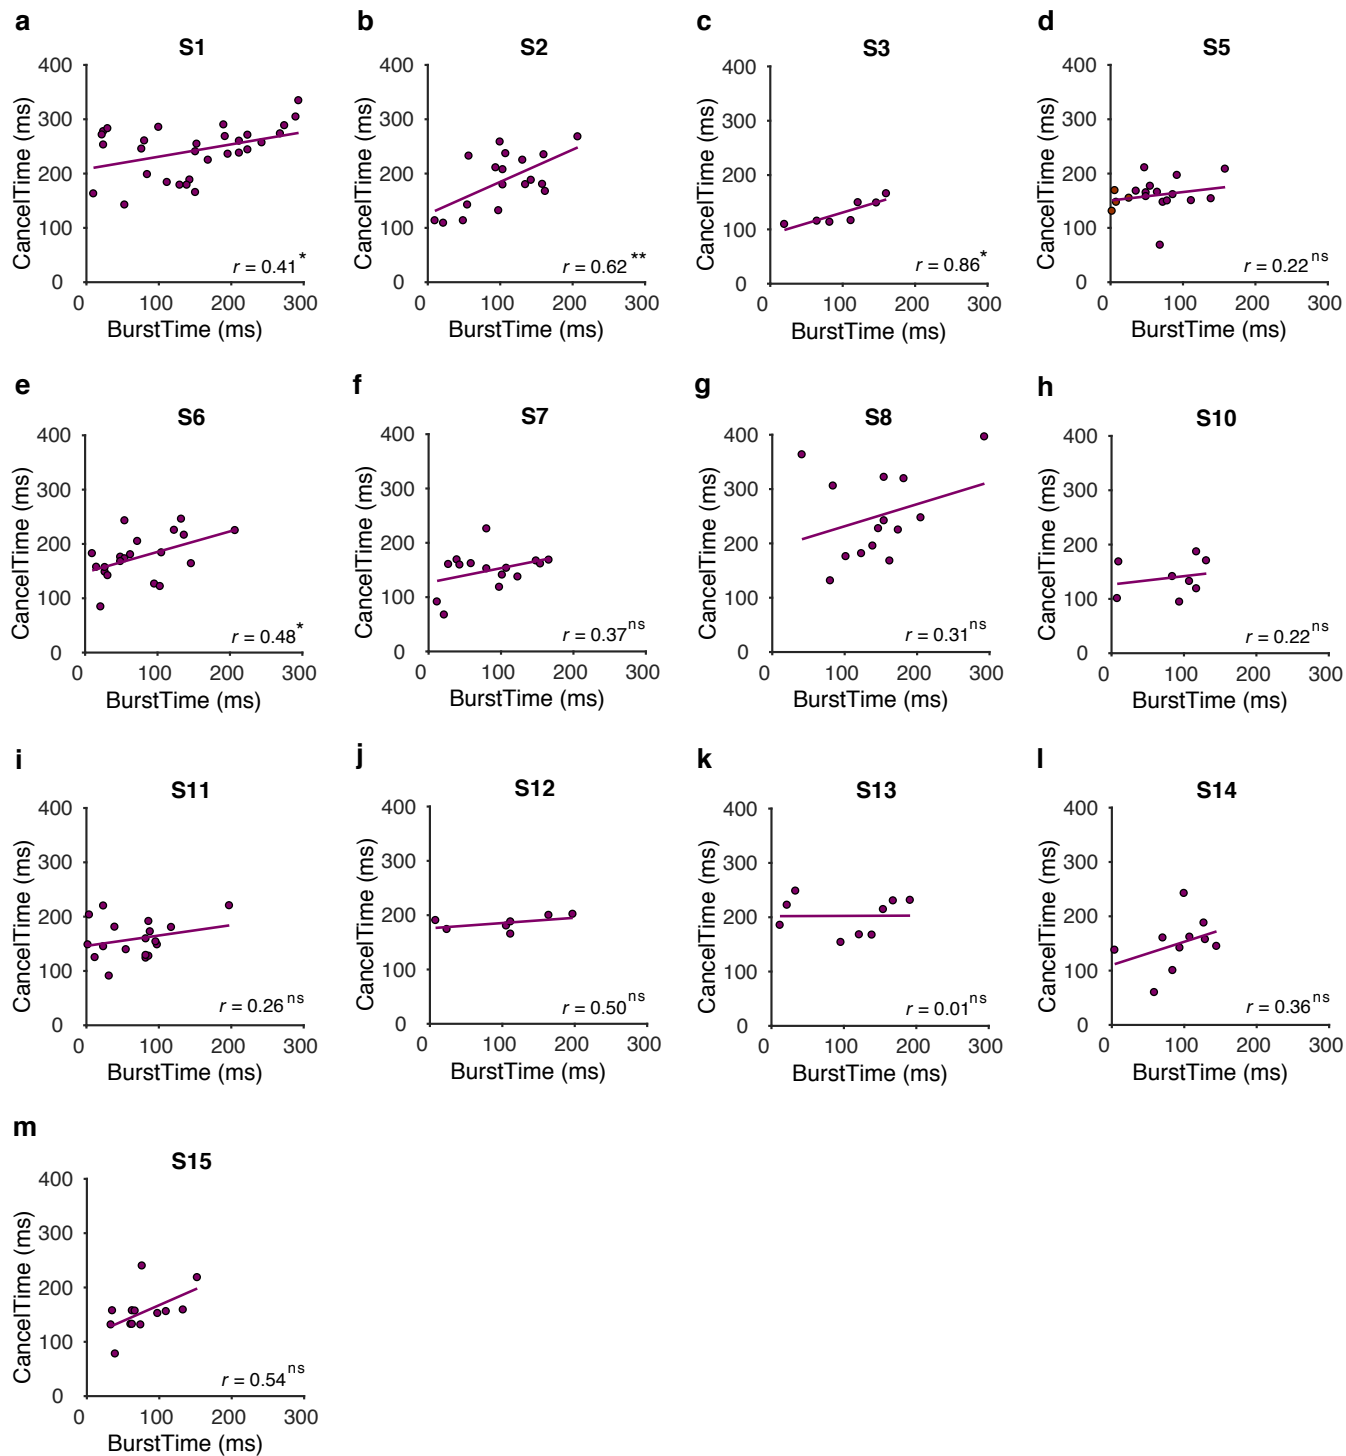 a
S1
CancelTime (ms)
400
300
200
100
0
r = 0.41*
0 100 200 300
BurstTime (ms)
b
S2
CancelTime (ms)
400
300
200
100
0
r = 0.62**
0 100 200 300
BurstTime (ms)
c
S3
CancelTime (ms)
400
300
200
100
0
r = 0.86*
0 100 200 300
BurstTime (ms)
d
S5
CancelTime (ms)
400
300
200
100
0
r = 0.22ns
0 100 200 300
BurstTime (ms)
e
S6
CancelTime (ms)
400
300
200
100
0
r = 0.48*
0 100 200 300
BurstTime (ms)
f
S7
CancelTime (ms)
400
300
200
100
0
r = 0.37ns
0 100 200 300
BurstTime (ms)
g
S8
CancelTime (ms)
400
300
200
100
0
r = 0.31ns
0 100 200 300
BurstTime (ms)
h
S10
CancelTime (ms)
400
300
200
100
0
r = 0.22ns
0 100 200 300
BurstTime (ms)
i
S11
CancelTime (ms)
400
300
200
100
0
r = 0.26ns
0 100 200 300
BurstTime (ms)
j
S12
CancelTime (ms)
400
300
200
100
0
r = 0.50ns
0 100 200 300
BurstTime (ms)
k
S13
CancelTime (ms)
400
300
200
100
0
r = 0.01ns
0 100 200 300
BurstTime (ms)
l
S14
CancelTime (ms)
400
300
200
100
0
r = 0.36ns
0 100 200 300
BurstTime (ms)
m
S15
CancelTime (ms)
400
300
200
100
0
r = 0.54ns
0 100 200 300
BurstTime (ms)